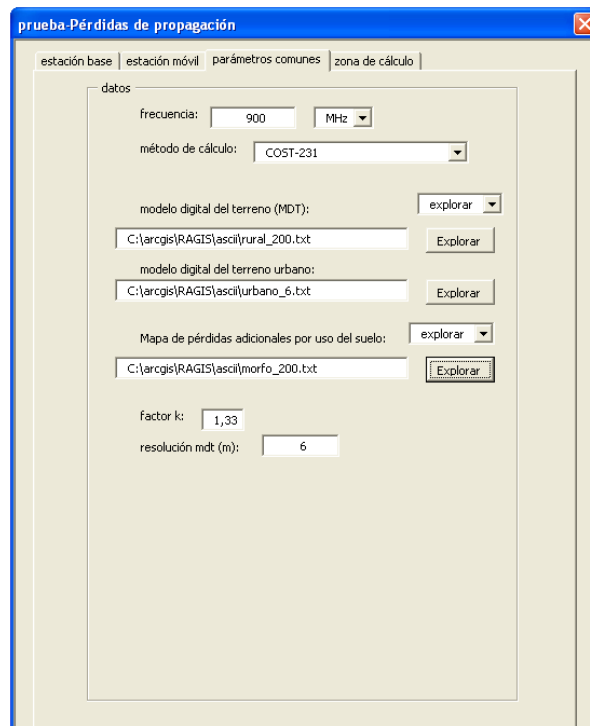 prueba-Pérdidas de propagación
estación base estación móvil parámetros comunes zona de cálculo
datos
frecuencia: 900 MHz
método de cálculo: COST-231
modelo digital del terreno (MDT): explorar
C:\arcgis\RAGIS\ascii\rural_200.txt Explorar
modelo digital del terreno urbano:
C:\arcgis\RAGIS\ascii\urbano_6.txt Explorar
Mapa de pérdidas adicionales por uso del suelo: explorar
C:\arcgis\RAGIS\ascii\morfo_200.txt Explorar
factor k: 1,33
resolución mdt (m): 6